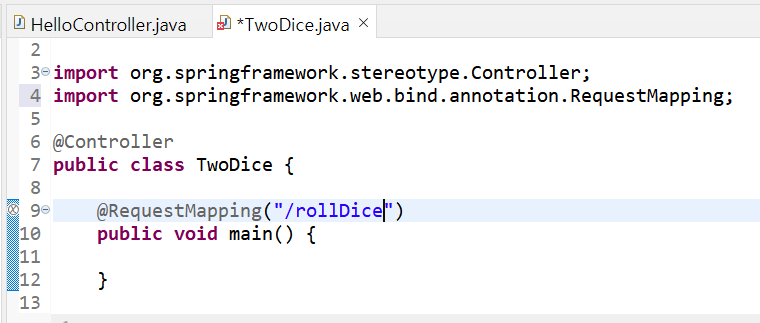 HelloController.java *TwoDice.java
2
3 import org.springframework.stereotype.Controller;
4 import org.springframework.web.bind.annotation.RequestMapping;
5
6 @Controller
7 public class TwoDice {
8
9 @RequestMapping("/rollDice")
10 public void main() {
11
12 }
13